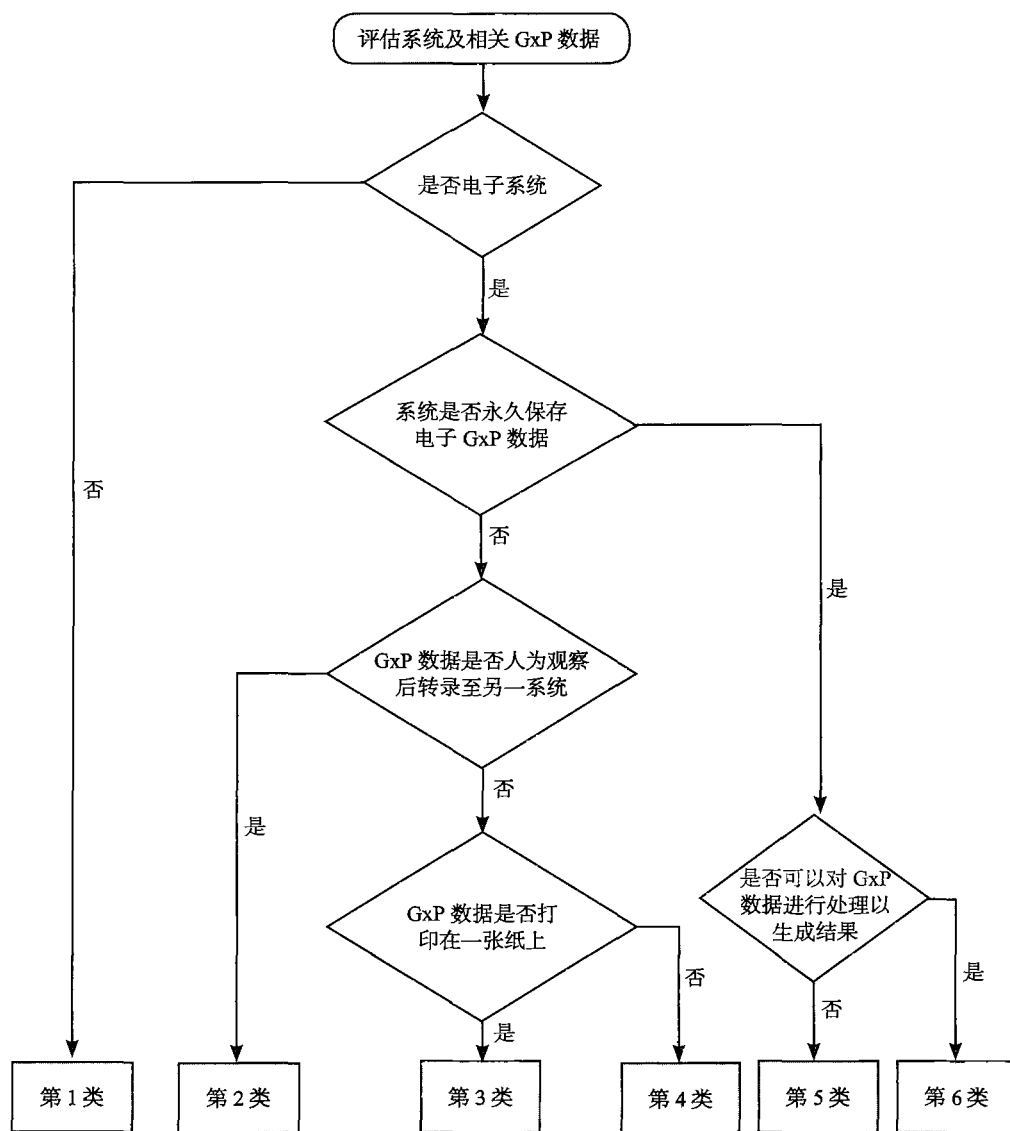 评估系统及相关 GxP 数据
是否电子系统
是
系统是否永久保存
电子 GxP 数据
否
否
是
GxP 数据是否人为观察
后转录至另一系统
否
是
GxP 数据是否打
印在一张纸上
是否可以对 GxP
数据进行处理以
生成结果
否
是
是
否
第 1 类
第 2 类
第 3 类
第 4 类
第 5 类
第 6 类